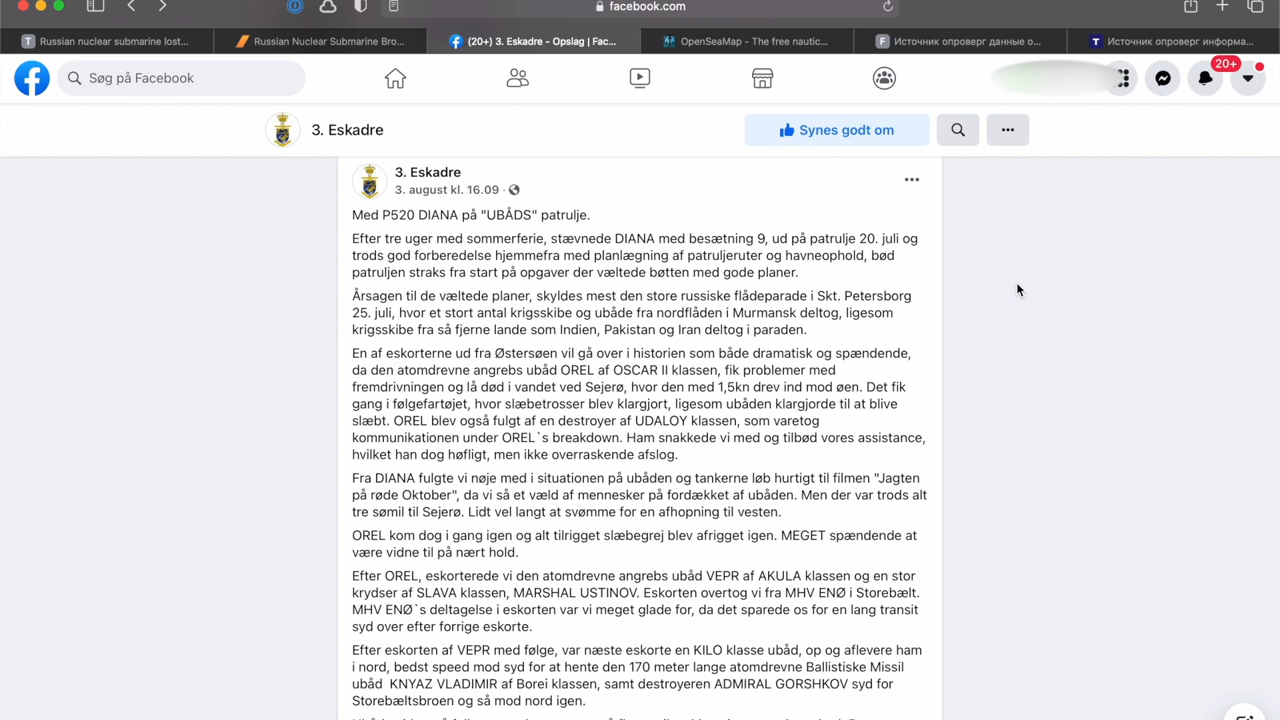 facebook.com
Russian nuclear submarine lost...
Russian Nuclear Submarine Bro...
(20+) 3. Eskadre - Opslag | Fac...
OpenSeaMap - The free nautic...
Источник опроверг данные о...
Источник опроверг информа...
Søg på Facebook
20+
3. Eskadre
Synes godt om
3. Eskadre
3. august kl. 16.09 ·
Med P520 DIANA på "UBÅDS" patrulje.
Efter tre uger med sommerferie, stævnede DIANA med besætning 9, ud på patrulje 20. juli og
trods god forberedelse hjemmefra med planlægning af patruljeruter og havneophold, bød
patruljen straks fra start på opgaver der væltede bøtten med gode planer.
Årsagen til de væltede planer, skyldes mest den store russiske flådeparade i Skt. Petersborg
25. juli, hvor et stort antal krigsskibe og ubåde fra nordflåden i Murmansk deltog, ligesom
krigsskibe fra så fjerne lande som Indien, Pakistan og Iran deltog i paraden.
En af eskorterne ud fra Østersøen vil gå over i historien som både dramatisk og spændende,
da den atomdrevne angrebs ubåd OREL af OSCAR II klassen, fik problemer med
fremdrivningen og lå død i vandet ved Sejerø, hvor den med 1,5kn drev ind mod øen. Det fik
gang i følgefartøjet, hvor slæbetrosser blev klargjort, ligesom ubåden klargjorde til at blive
slæbt. OREL blev også fulgt af en destroyer af UDALOY klassen, som varetog
kommunikationen under OREL`s breakdown. Ham snakkede vi med og tilbød vores assistance,
hvilket han dog høfligt, men ikke overraskende afslog.
Fra DIANA fulgte vi nøje med i situationen på ubåden og tankerne løb hurtigt til filmen "Jagten
på røde Oktober", da vi så et væld af mennesker på fordækket af ubåden. Men der var trods alt
tre sømil til Sejerø. Lidt vel langt at svømme for en afhopning til vesten.
OREL kom dog i gang igen og alt tilrigget slæbegrej blev afrigget igen. MEGET spændende at
være vidne til på nært hold.
Efter OREL, eskorterede vi den atomdrevne angrebs ubåd VEPR af AKULA klassen og en stor
krydser af SLAVA klassen, MARSHAL USTINOV. Eskorten overtog vi fra MHV ENØ i Storebælt.
MHV ENØ`s deltagelse i eskorten var vi meget glade for, da det sparede os for en lang transit
syd over efter forrige eskorte.
Efter eskorten af VEPR med følge, var næste eskorte en KILO klasse ubåd, op og aflevere ham
i nord, bedst speed mod syd for at hente den 170 meter lange atomdrevne Ballistiske Missil
ubåd KNYAZ VLADIMIR af Borei klassen, samt destroyeren ADMIRAL GORSHKOV syd for
Storebæltsbroen og så mod nord igen.